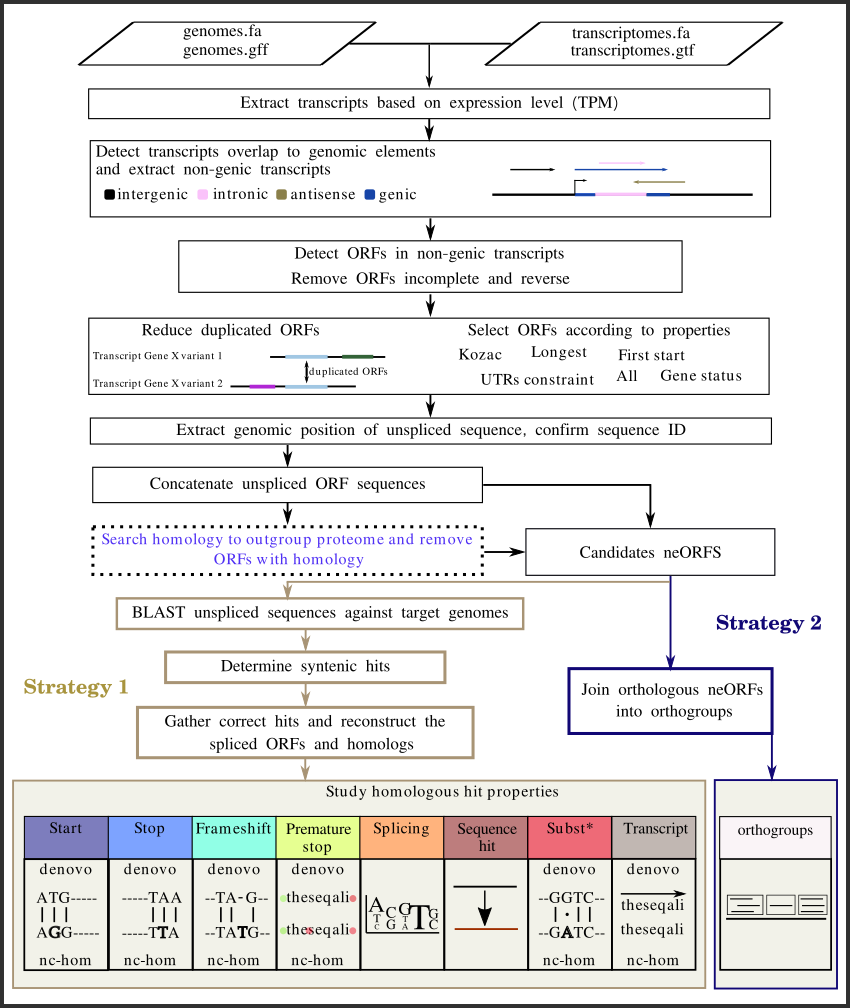 genomes.fa
genomes.gff
transcriptomes.fa
transcriptomes.gtf
Extract transcripts based on expression level (TPM)
Detect transcripts overlap to genomic elements
and extract non-genic transcripts
intergenic intronic antisense genic
Detect ORFs in non-genic transcripts
Remove ORFs incomplete and reverse
Reduce duplicated ORFs
Transcript Gene X variant 1
duplicated ORFs
Transcript Gene X variant 2
Select ORFs according to properties
Kozac Longest First start
UTRs constraint All Gene status
Extract genomic position of unspliced sequence, confirm sequence ID
Concatenate unspliced ORF sequences
Search homology to outgroup proteome and remove
ORFs with homology
Candidates neORFS
BLAST unspliced sequences against target genomes
Strategy 2
Determine syntenic hits
Strategy 1
Join orthologous neORFs
into orthogroups
Gather correct hits and reconstruct the
spliced ORFs and homologs
Study homologous hit properties
Start
denovo
ATG-----
AGG-----
nc-hom
Stop
denovo
-----TAA
-----TTA
nc-hom
Frameshift
denovo
--TA-G--
--TATG--
nc-hom
Premature
stop
denovo
theseqali
theseqali
nc-hom
Splicing
A C G T G
T G T C
C A
Sequence
hit
Subst*
denovo
--GGTC--
--GATC--
nc-hom
Transcript
denovo
theseqali
theseqali
nc-hom
orthogroups